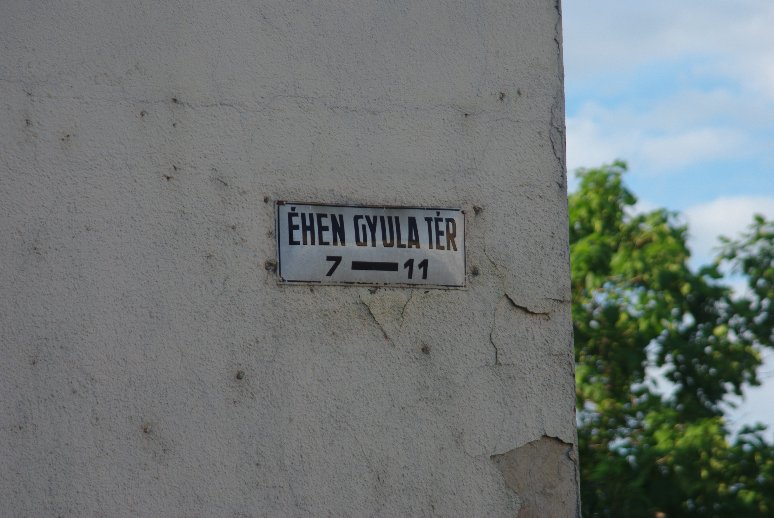 ÉHEN GYULA TÉR
7 — 11